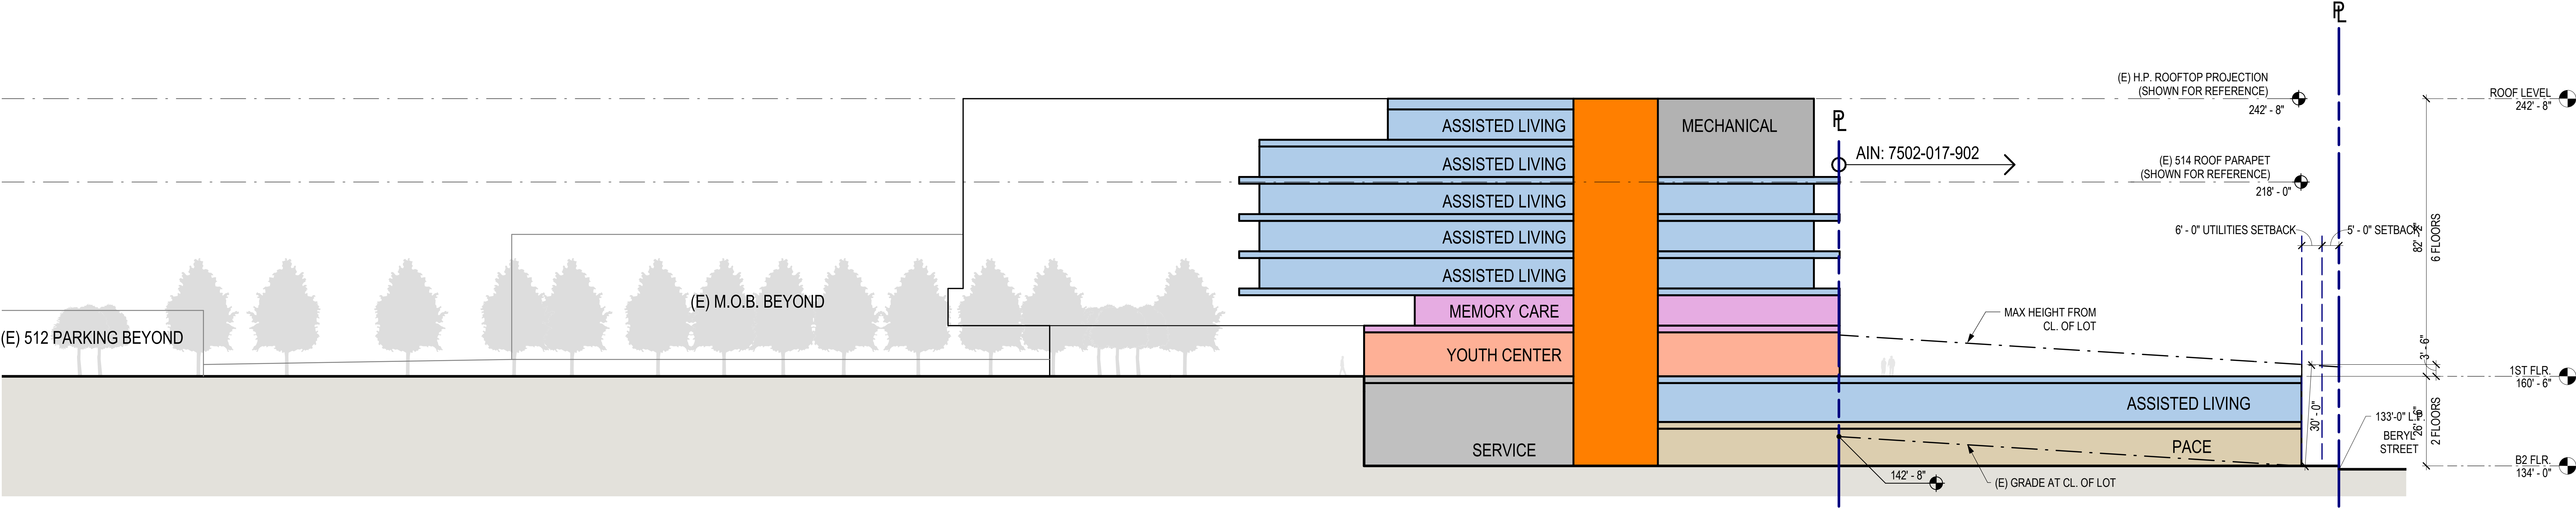 PL
(E) H.P. ROOFTOP PROJECTION
(SHOWN FOR REFERENCE)
242' - 8"
ROOF LEVEL
242' - 8"
ASSISTED LIVING
MECHANICAL
PL
AIN: 7502-017-902
ASSISTED LIVING
(E) 514 ROOF PARAPET
(SHOWN FOR REFERENCE)
218' - 0"
ASSISTED LIVING
ASSISTED LIVING
ASSISTED LIVING
6' - 0" UTILITIES SETBACK
5' - 0" SETBACK
82' - 2"
6 FLOORS
(E) M.O.B. BEYOND
(E) 512 PARKING BEYOND
MEMORY CARE
YOUTH CENTER
MAX HEIGHT FROM
CL. OF LOT
3' - 6"
1ST FLR.
160' - 6"
ASSISTED LIVING
30' - 0"
26' - 6"
2 FLOORS
133'-0" L.P.
BERYL
STREET
SERVICE
PACE
142' - 8"
(E) GRADE AT CL. OF LOT
B2 FLR.
134' - 0"